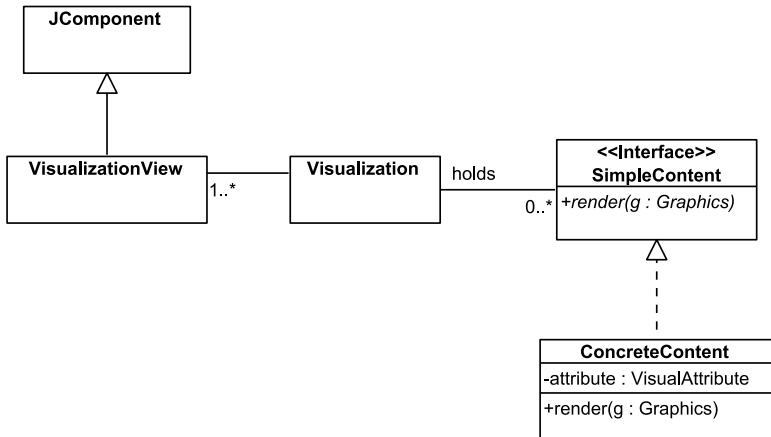 JComponent
VisualizationView
1..*
Visualization
holds
0..*
<<Interface>>
SimpleContent
+render(g : Graphics)
ConcreteContent
-attribute : VisualAttribute
+render(g : Graphics)